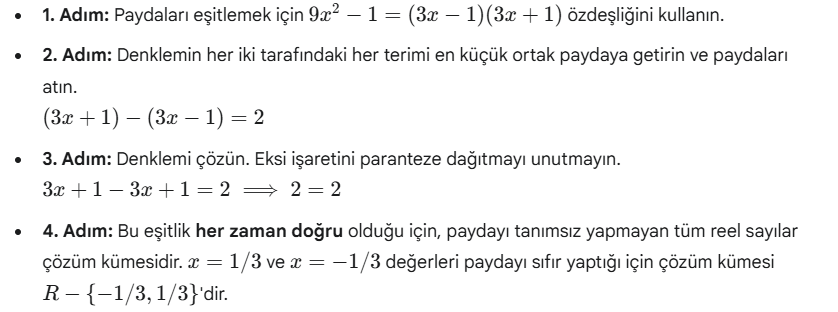 • 1. Adım: Paydaları eşitlemek için 9x² − 1 = (3x − 1)(3x + 1) özdeşliğini kullanın.
• 2. Adım: Denklemin her iki tarafındaki her terimi en küçük ortak paydaya getirin ve paydaları
atın.
(3x + 1) − (3x − 1) = 2
• 3. Adım: Denklemi çözün. Eksi işaretini paranteze dağıtmayı unutmayın.
3x + 1 − 3x + 1 = 2 ⟹ 2 = 2
• 4. Adım: Bu eşitlik her zaman doğru olduğu için, paydayı tanımsız yapmayan tüm reel sayılar
çözüm kümesidir. x = 1/3 ve x = −1/3 değerleri paydayı sıfır yaptığı için çözüm kümesi
R − {−1/3, 1/3}'dir.